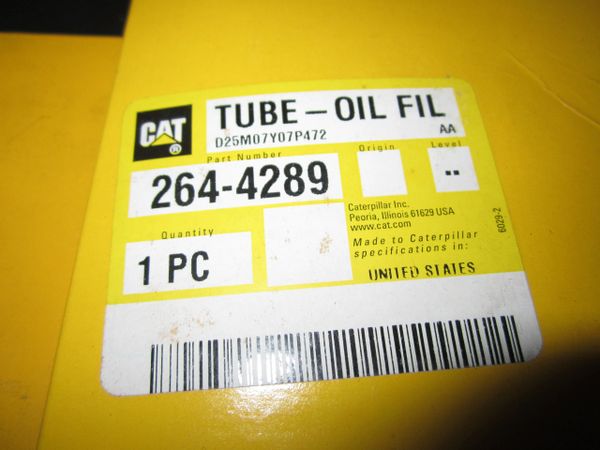 CAT
®
TUBE-OIL FIL
D25M07Y07P472
AA
Part Number
264-4289
Origin
Level
--
Quantity
1 PC
Caterpillar Inc.
Peoria, Illinois 61629 USA
www.cat.com
Made to Caterpillar
specifications in:
UNITED STATES
6029-2